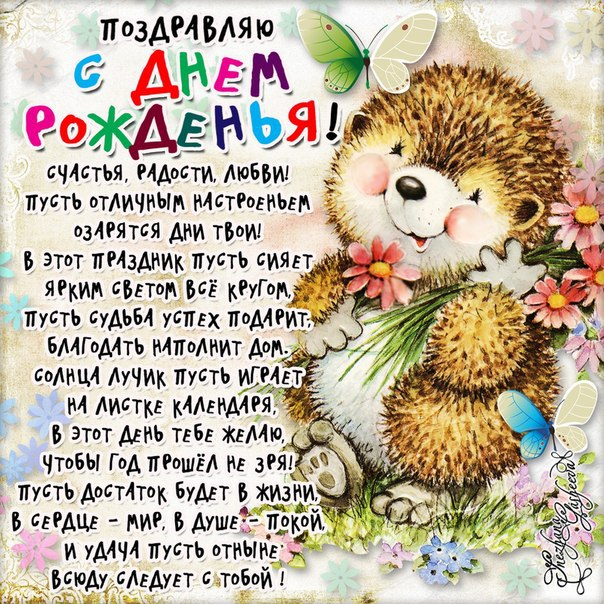 ПОЗДРАВЛЯЮ
С ДНЕМ
РОЖДЕНЬЯ!
СЧАСТЬЯ, РАДОСТИ, ЛЮБВИ!
ПУСТЬ ОТЛИЧНЫМ НАСТРОЕНЬЕМ
ОЗАРЯТСЯ ДНИ ТВОИ!
В ЭТОТ ПРАЗДНИК ПУСТЬ СИЯЕТ
ЯРКИМ СВЕТОМ ВСЁ КРУГОМ,
ПУСТЬ СУДЬБА УСПЕХ ПОДАРИТ,
БЛАГОДАТЬ НАПОЛНИТ ДОМ.
СОЛНЦА ЛУЧИК ПУСТЬ ИГРАЕТ
НА ЛИСТКЕ КАЛЕНДАРЯ,
В ЭТОТ ДЕНЬ ТЕБЕ ЖЕЛАЮ,
ЧТОБЫ ГОД ПРОШЁЛ НЕ ЗРЯ!
ПУСТЬ ДОСТАТОК БУДЕТ В ЖИЗНИ,
В СЕРДЦЕ - МИР, В ДУШЕ - ПОКОЙ,
И УДАЧА ПУСТЬ ОТНЫНЕ
ВСЮДУ СЛЕДУЕТ С ТОБОЙ!